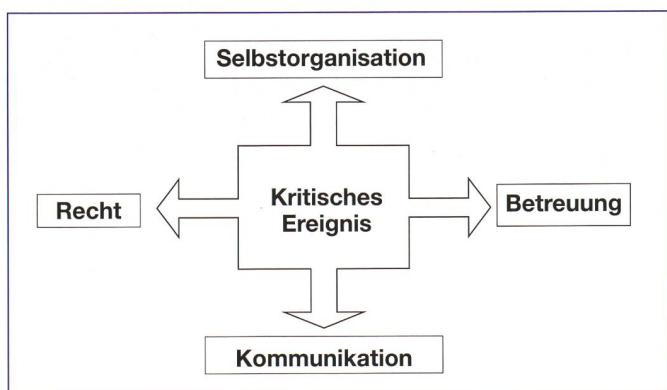 Selbstorganisation
Recht
Kritisches
Ereignis
Betreuung
Kommunikation